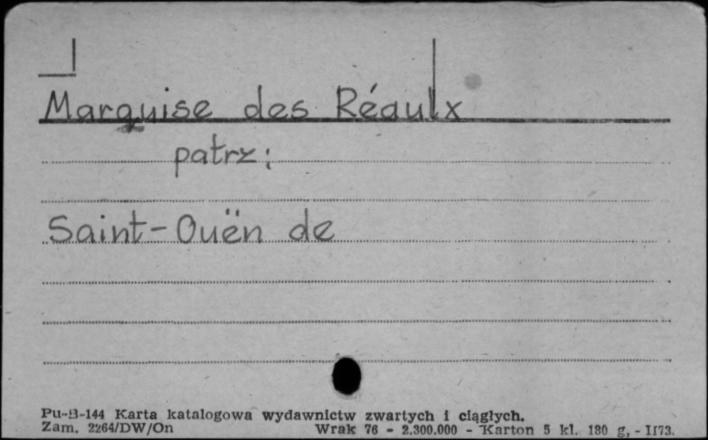 Marquise des Réaulx
patrz:
Saint-Ouën de
Pu-B-144 Karta katalogowa wydawnictw zwartych i ciągłych.
Zam. 2264/DW/On Wrak 76 - 2.300.000 - Karton 5 kl. 180 g. - II73.